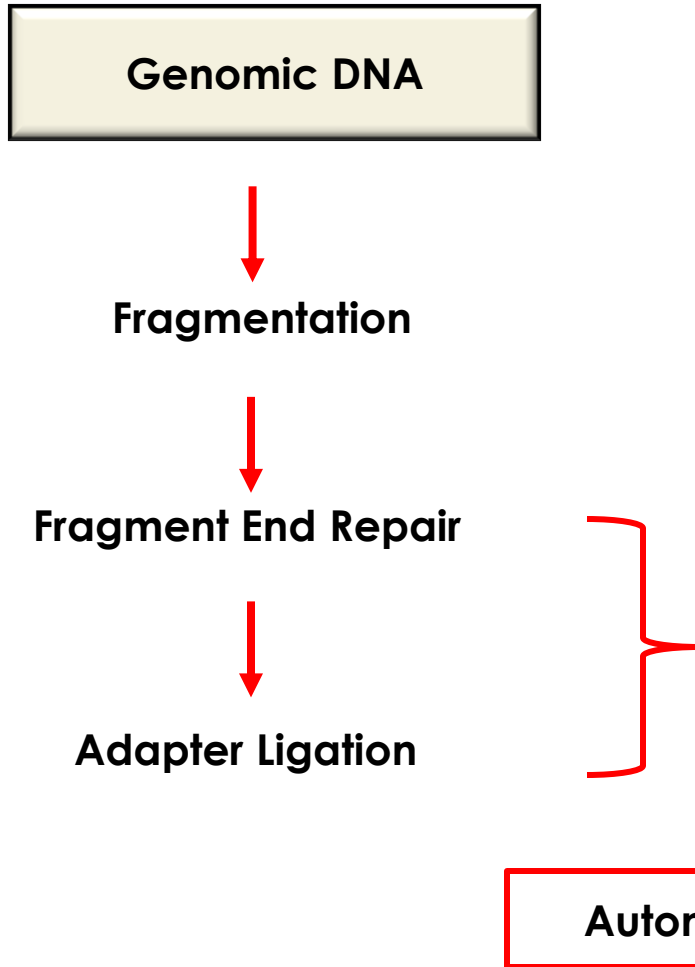 Genomic DNA
Fragmentation
Fragment End Repair
Adapter Ligation